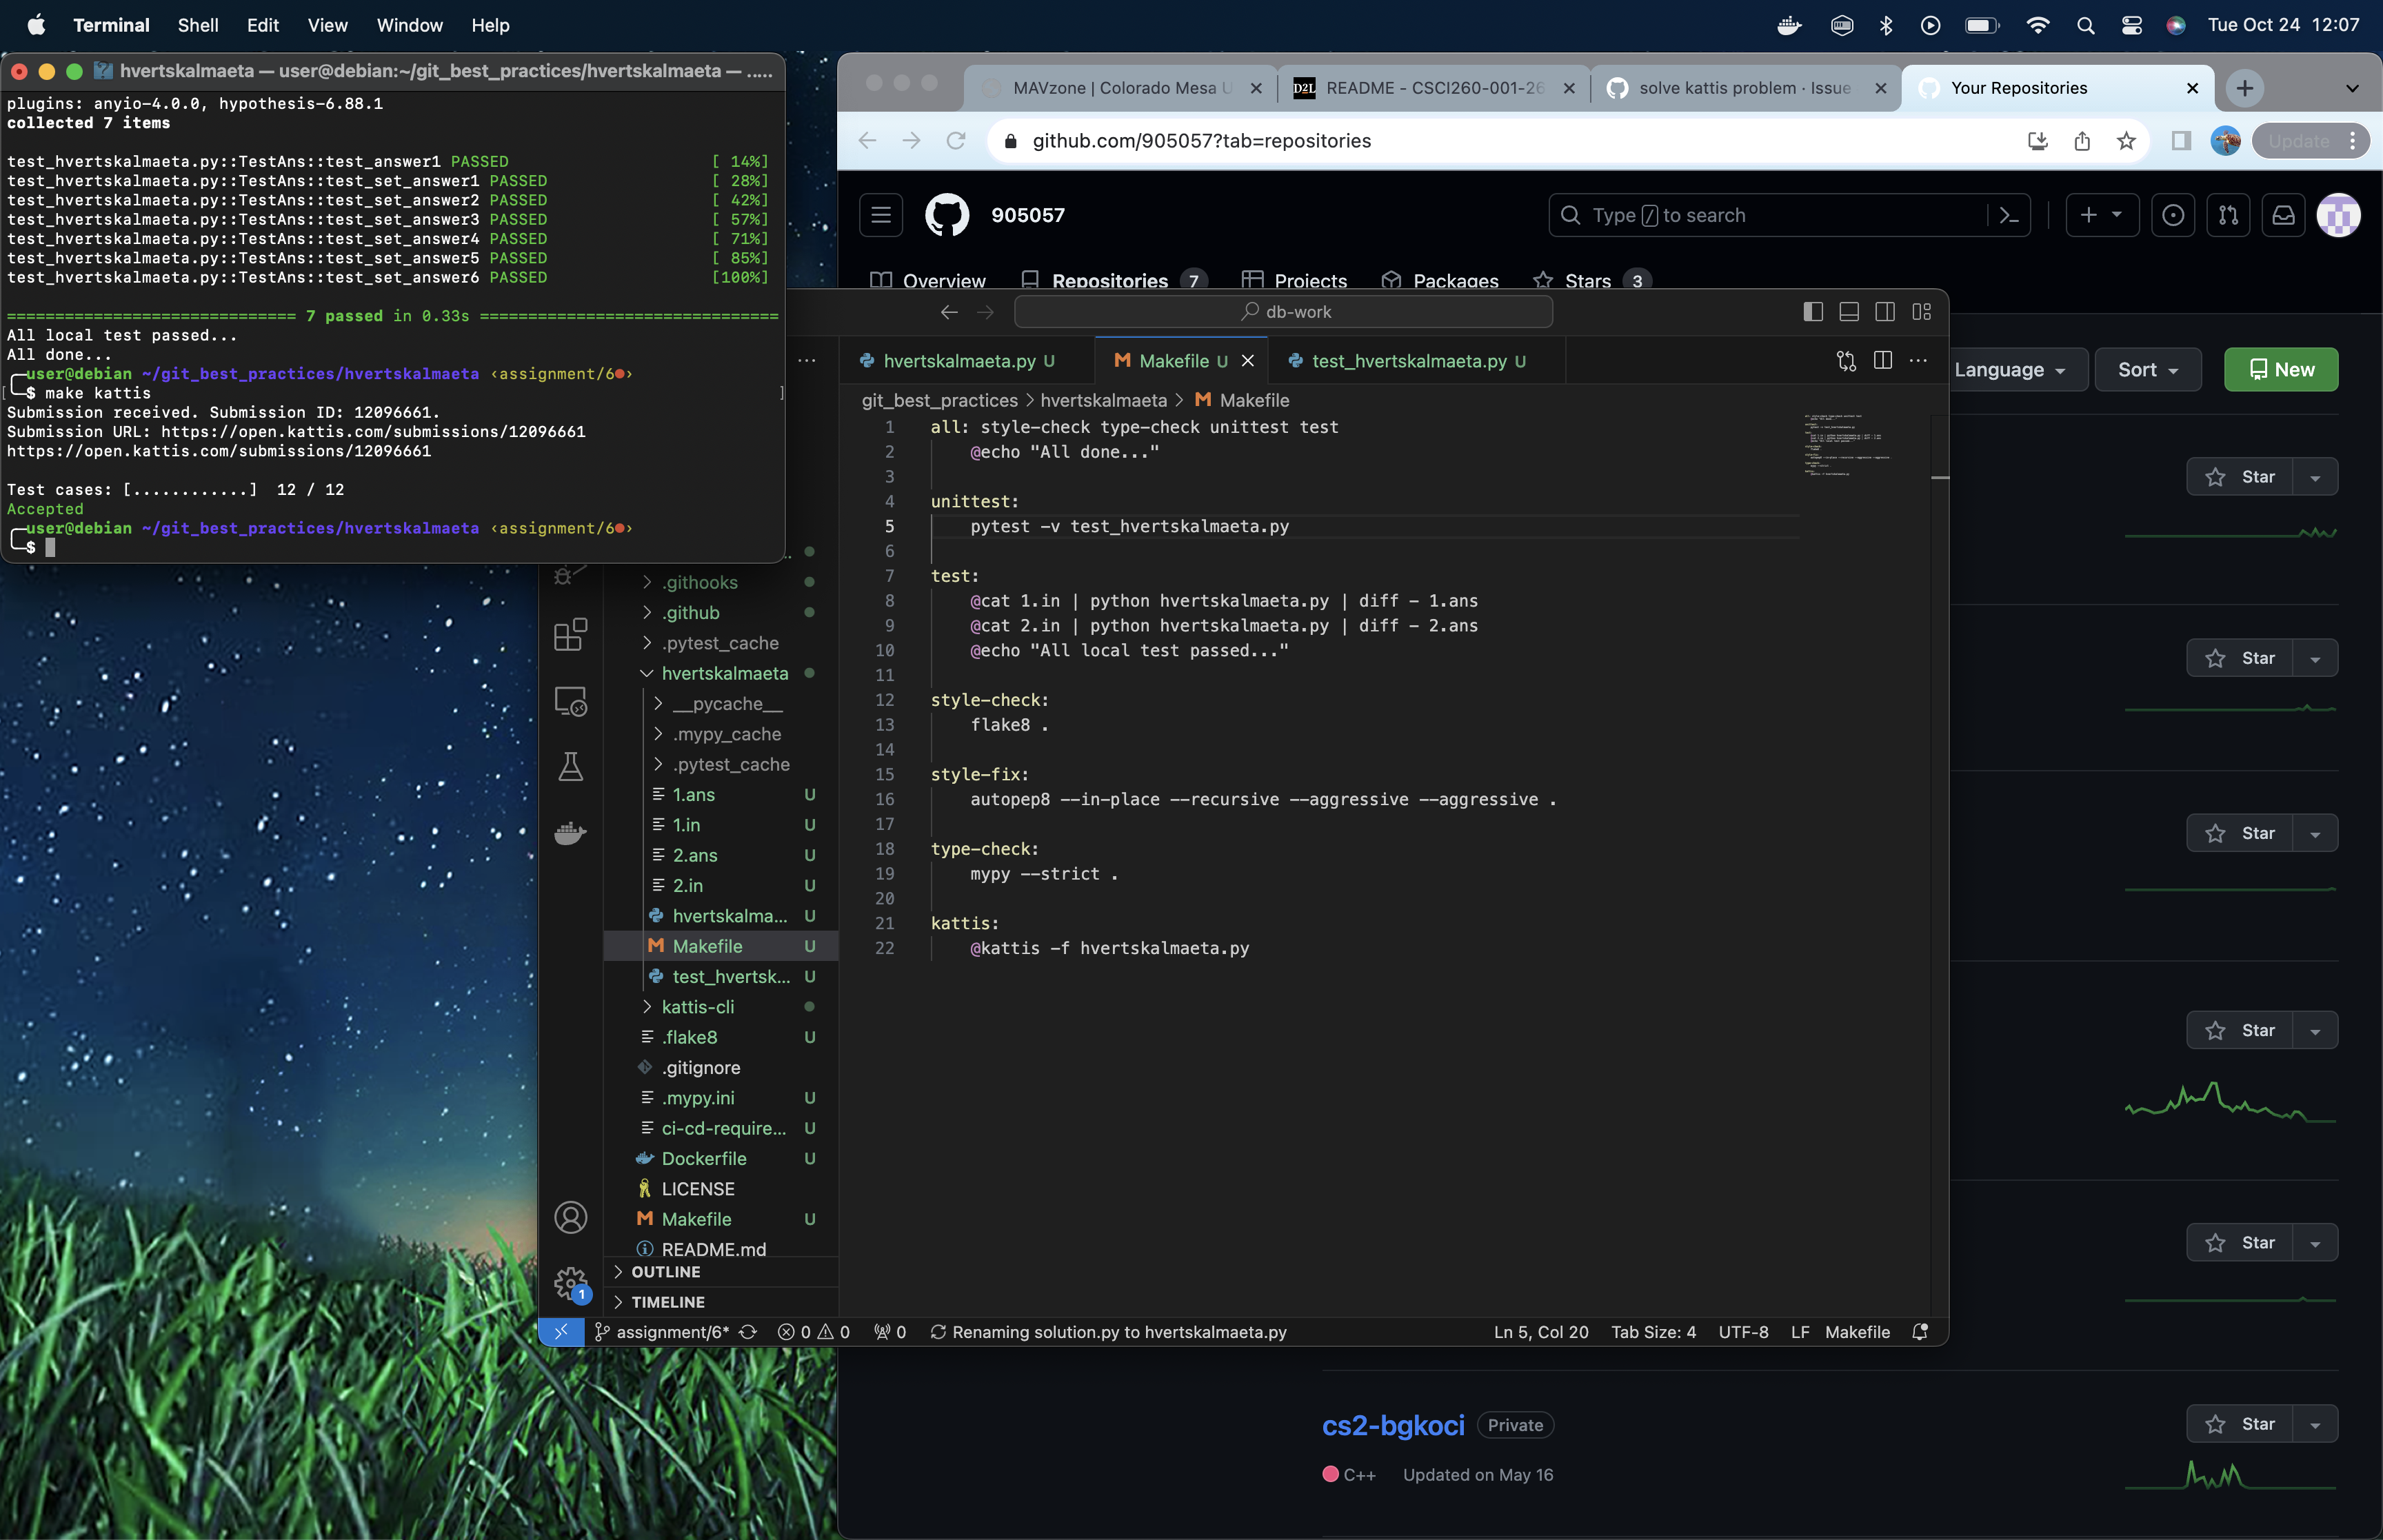 Terminal Shell Edit View Window Help Tue Oct 24 12:07
hvertskalmaeta — user@debian:~/git_best_practices/hvertskalmaeta — .....
plugins: anyio-4.0.0, hypothesis-6.88.1
collected 7 items
test_hvertskalmaeta.py::TestAns::test_answer1 PASSED [ 14%]
test_hvertskalmaeta.py::TestAns::test_set_answer1 PASSED [ 28%]
test_hvertskalmaeta.py::TestAns::test_set_answer2 PASSED [ 42%]
test_hvertskalmaeta.py::TestAns::test_set_answer3 PASSED [ 57%]
test_hvertskalmaeta.py::TestAns::test_set_answer4 PASSED [ 71%]
test_hvertskalmaeta.py::TestAns::test_set_answer5 PASSED [ 85%]
test_hvertskalmaeta.py::TestAns::test_set_answer6 PASSED [100%]
============================== 7 passed in 0.33s ===============================
All local test passed...
All done...
user@debian ~/git_best_practices/hvertskalmaeta ‹assignment/6●›
$ make kattis
Submission received. Submission ID: 12096661.
Submission URL: https://open.kattis.com/submissions/12096661
https://open.kattis.com/submissions/12096661
Test cases: [............] 12 / 12
Accepted
user@debian ~/git_best_practices/hvertskalmaeta ‹assignment/6●›
$
MAVzone | Colorado Mesa U
D2L README - CSCI260-001-26
solve kattis problem · Issue
Your Repositories
github.com/905057?tab=repositories
Update
905057
Type / to search
Overview Repositories 7 Projects Packages Stars 3
Language Sort New
Star
Star
Star
Star
Star
cs2-bgkoci Private
Star
C++ Updated on May 16
db-work
hvertskalmaeta.py U
Makefile U
test_hvertskalmaeta.py U
git_best_practices > hvertskalmaeta > Makefile
1 all: style-check type-check unittest test
2 @echo "All done..."
3
4 unittest:
5 pytest -v test_hvertskalmaeta.py
6
7 test:
8 @cat 1.in | python hvertskalmaeta.py | diff - 1.ans
9 @cat 2.in | python hvertskalmaeta.py | diff - 2.ans
10 @echo "All local test passed..."
11
12 style-check:
13 flake8 .
14
15 style-fix:
16 autopep8 --in-place --recursive --aggressive --aggressive .
17
18 type-check:
19 mypy --strict .
20
21 kattis:
22 @kattis -f hvertskalmaeta.py
.githooks
.github
.pytest_cache
hvertskalmaeta
__pycache__
.mypy_cache
.pytest_cache
1.ans U
1.in U
2.ans U
2.in U
hvertskalma... U
Makefile U
test_hvertsk... U
kattis-cli
.flake8 U
.gitignore
.mypy.ini U
ci-cd-require... U
Dockerfile U
LICENSE
Makefile U
README.md
OUTLINE
TIMELINE
1
assignment/6* 0 0 0 Renaming solution.py to hvertskalmaeta.py Ln 5, Col 20 Tab Size: 4 UTF-8 LF Makefile